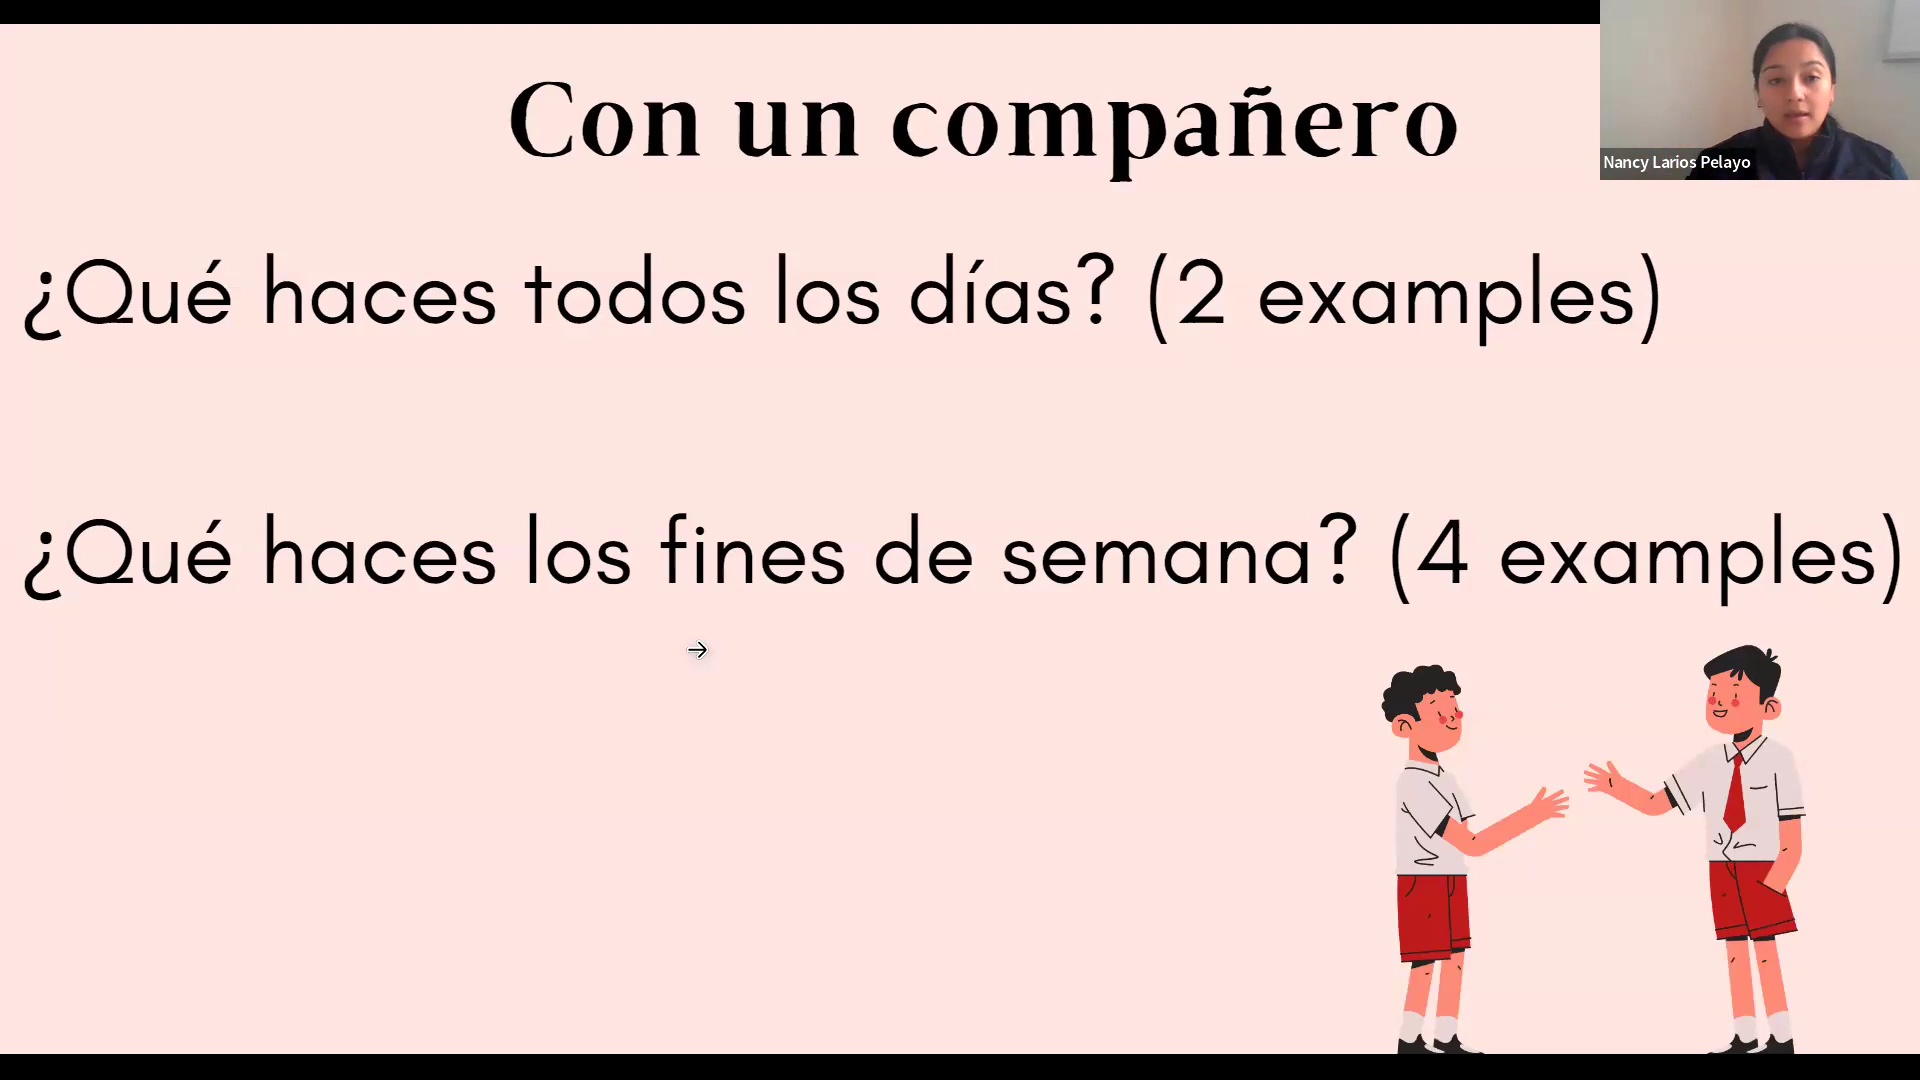 Con un compañero
Nancy Larios Pelayo
¿Qué haces todos los días? (2 examples)
¿Qué haces los fines de semana? (4 examples)